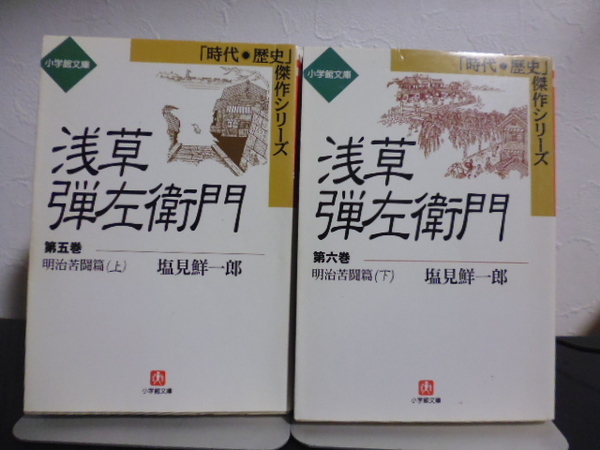 小学館文庫
「時代●歴史」
傑作シリーズ
浅草
弾左衛門
第五巻
明治苦闘篇(上)
塩見鮮一郎
小学館文庫
小学館文庫
「時代●歴史」
傑作シリーズ
浅草
弾左衛門
第六巻
明治苦闘篇(下)
塩見鮮一郎
小学館文庫